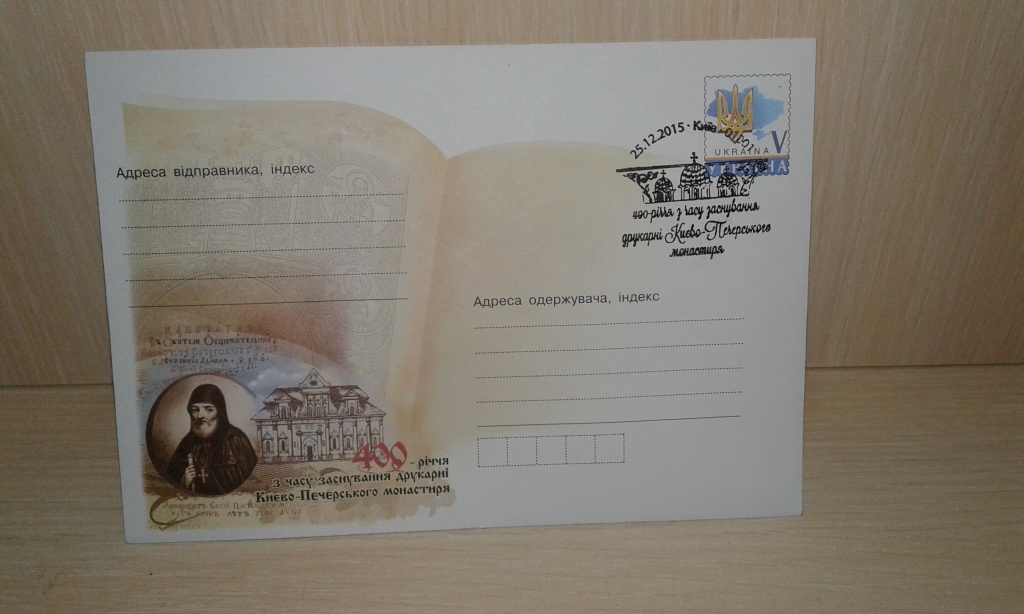 Адреса відправника, індекс
25.12.2015 · Київ · 01001
UKRAINA V
400-річчя з часу заснування
друкарні Києво-Печерського
монастиря
Адреса одержувача, індекс
400 - річчя
з часу заснування друкарні
Києво-Печерського монастиря